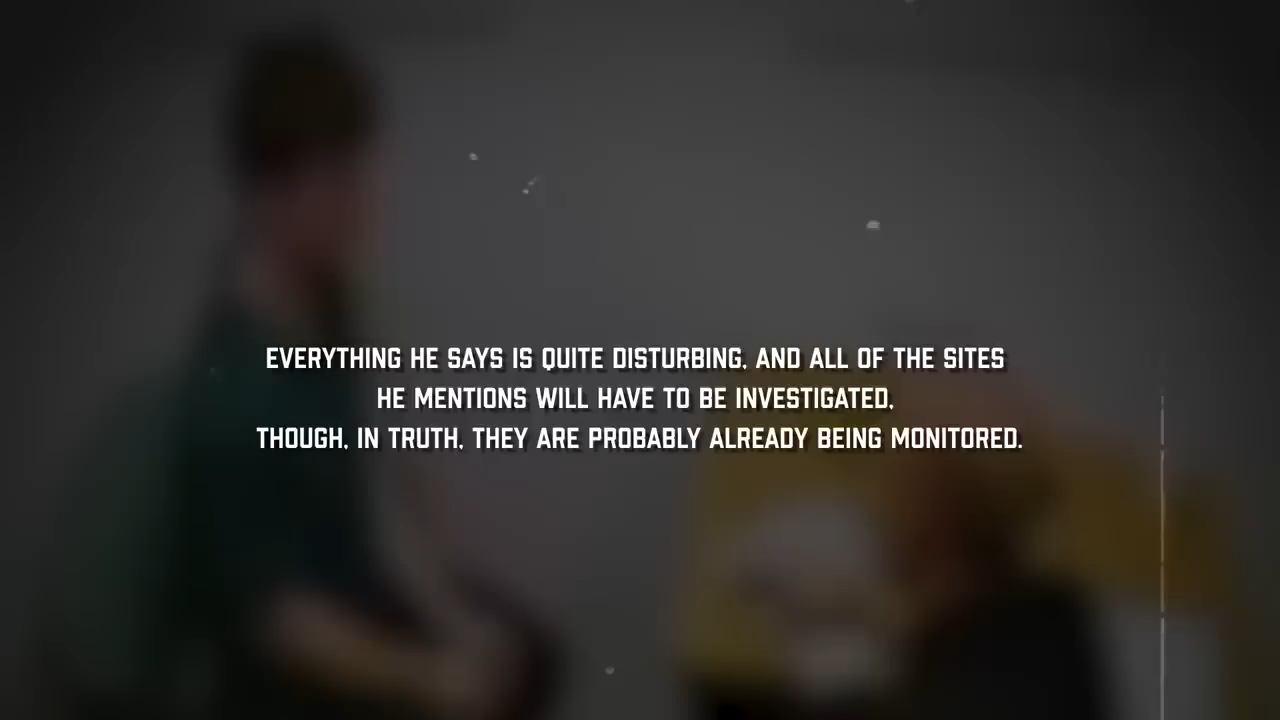 EVERYTHING HE SAYS IS QUITE DISTURBING, AND ALL OF THE SITES
HE MENTIONS WILL HAVE TO BE INVESTIGATED,
THOUGH, IN TRUTH, THEY ARE PROBABLY ALREADY BEING MONITORED.